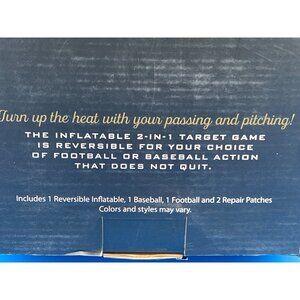 Turn up the heat with your passing and pitching!
THE INFLATABLE 2-IN-1 TARGET GAME
IS REVERSIBLE FOR YOUR CHOICE
OF FOOTBALL OR BASEBALL ACTION
THAT DOES NOT QUIT.
Includes 1 Reversible Inflatable, 1 Baseball, 1 Football and 2 Repair Patches
Colors and styles may vary.